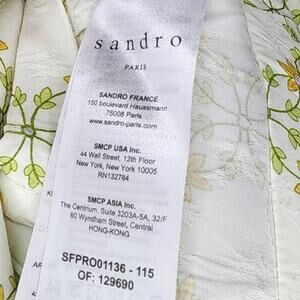 sandro
PARIS
SANDRO FRANCE
150 boulevard Haussmann
75008 Paris
www.sandro-paris.com
SMCP USA Inc.
44 Wall Street, 12th Floor
New York, New York 10005
RN132784
SMCP ASIA Inc.
The Centrium, Suite 3203A-5A, 32/F
60 Wyndham Street, Central
HONG-KONG
SFPRO01136 - 115
OF: 129690